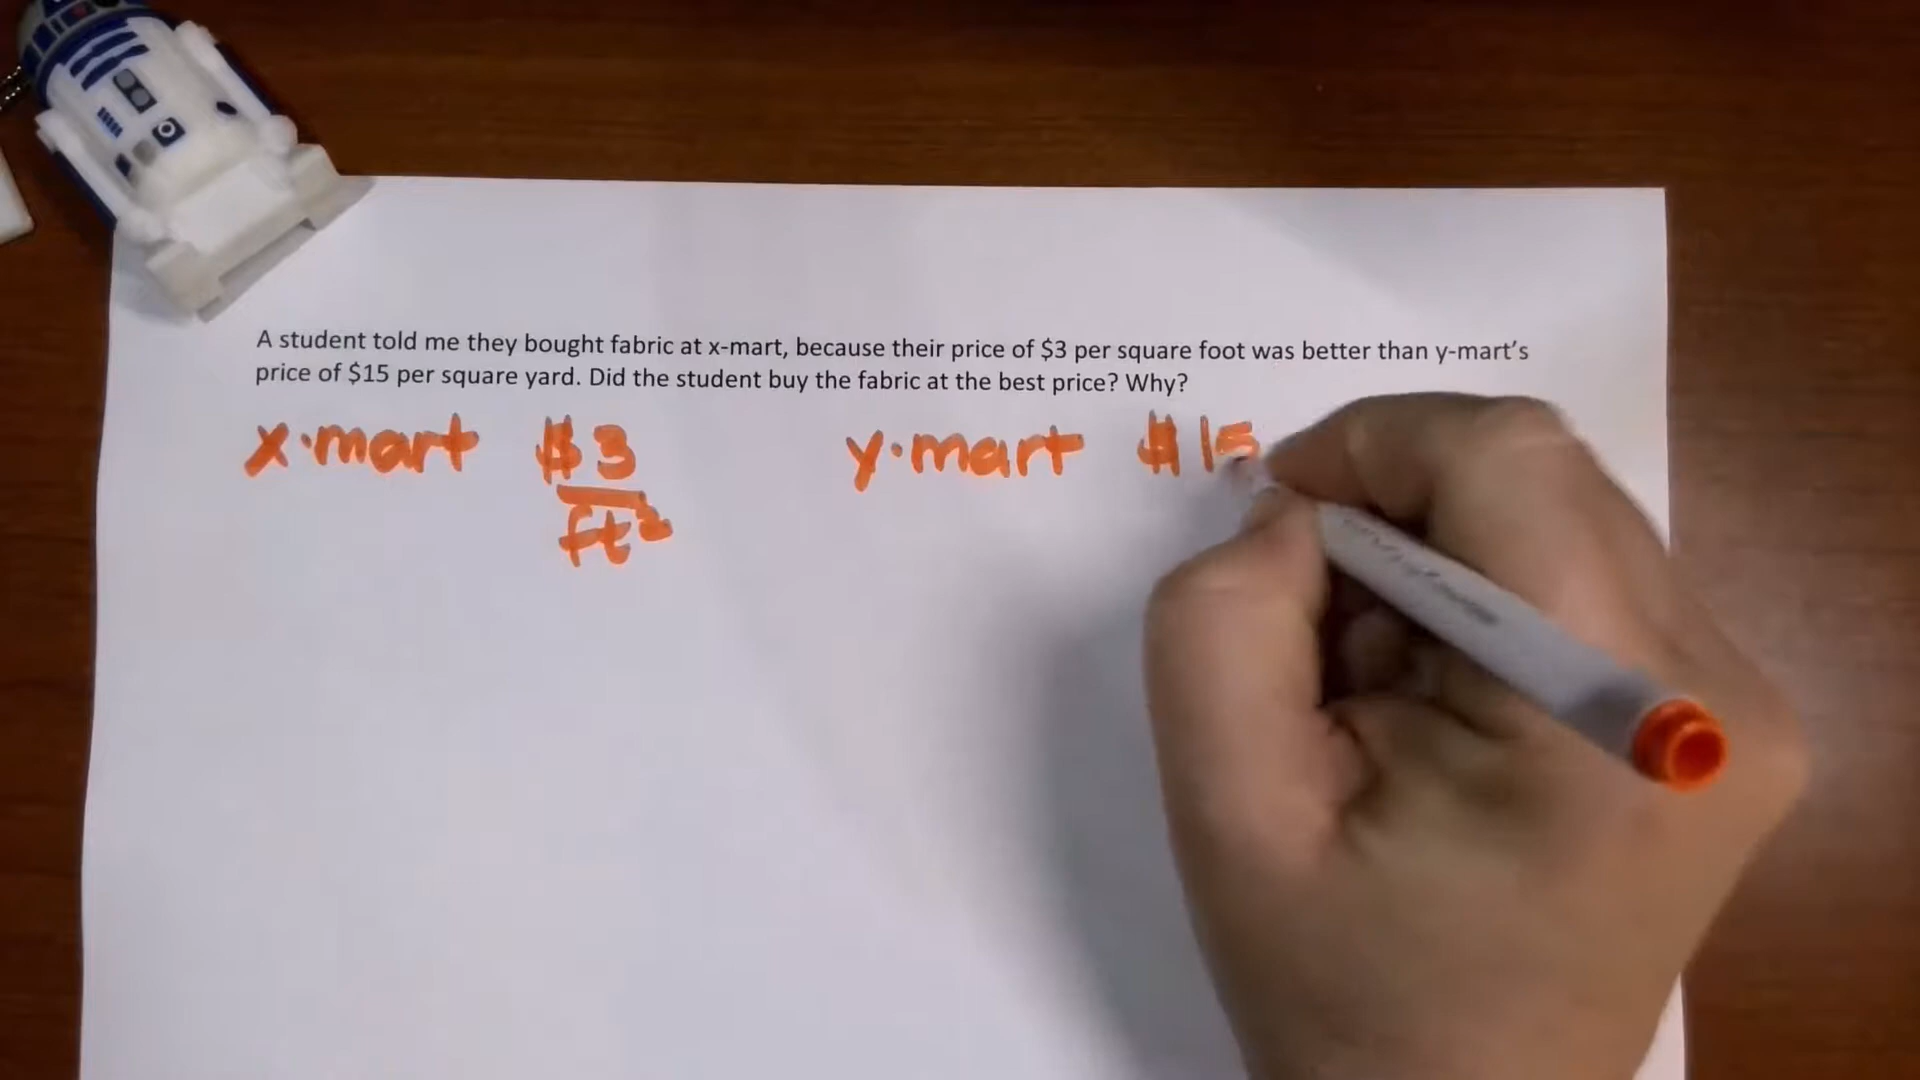 A student told me they bought fabric at x-mart, because their price of $3 per square foot was better than y-mart's
price of $15 per square yard. Did the student buy the fabric at the best price? Why?
x-mart $3 y-mart $15
ft²